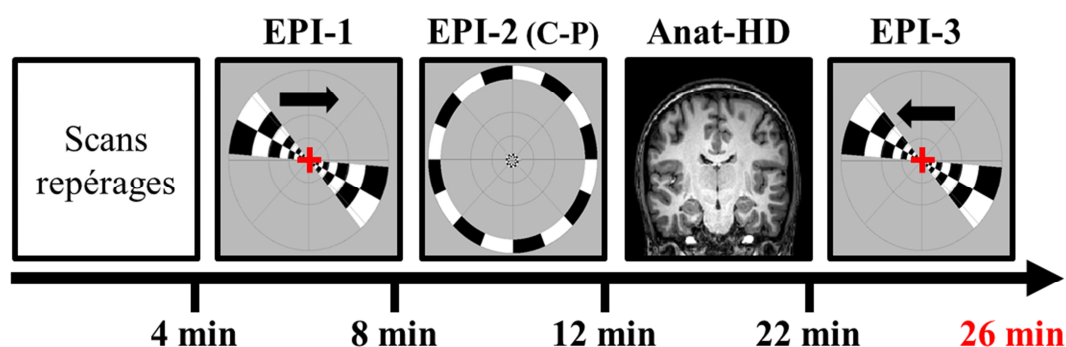 EPI-1
EPI-2 (C-P)
Anat-HD
EPI-3
Scans
repérages
4 min
8 min
12 min
22 min
26 min